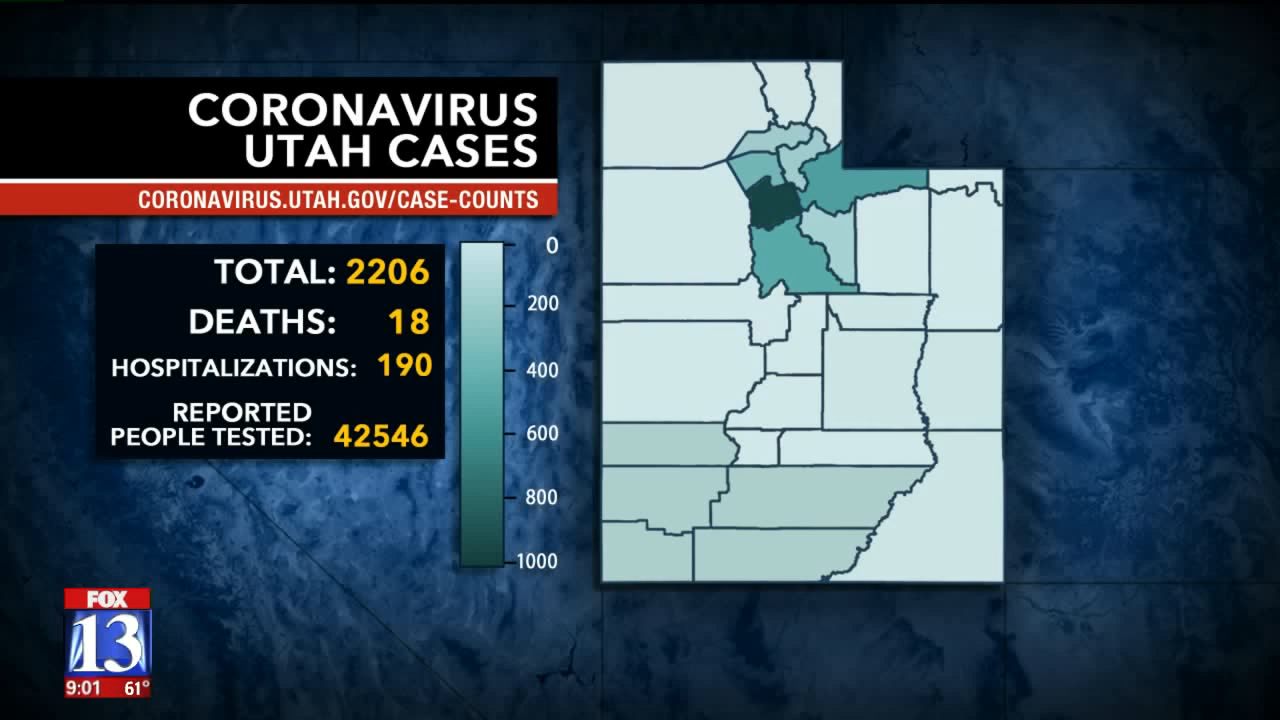 CORONAVIRUS
UTAH CASES
CORONAVIRUS.UTAH.GOV/CASE-COUNTS
TOTAL: 2206
DEATHS: 18
HOSPITALIZATIONS: 190
REPORTED
PEOPLE TESTED: 42546
0
200
400
600
800
1000
FOX
13
9:01 61°